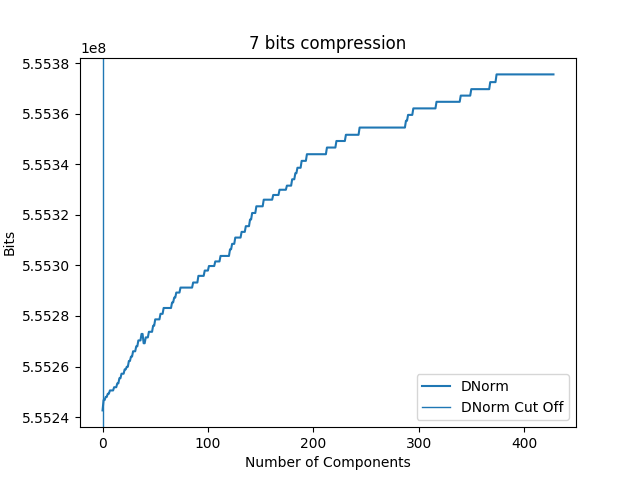 7 bits compression
1e8
5.5538
5.5536
5.5534
5.5532
5.5530
5.5528
5.5526
5.5524
Bits
0 100 200 300 400
Number of Components
DNorm
DNorm Cut Off